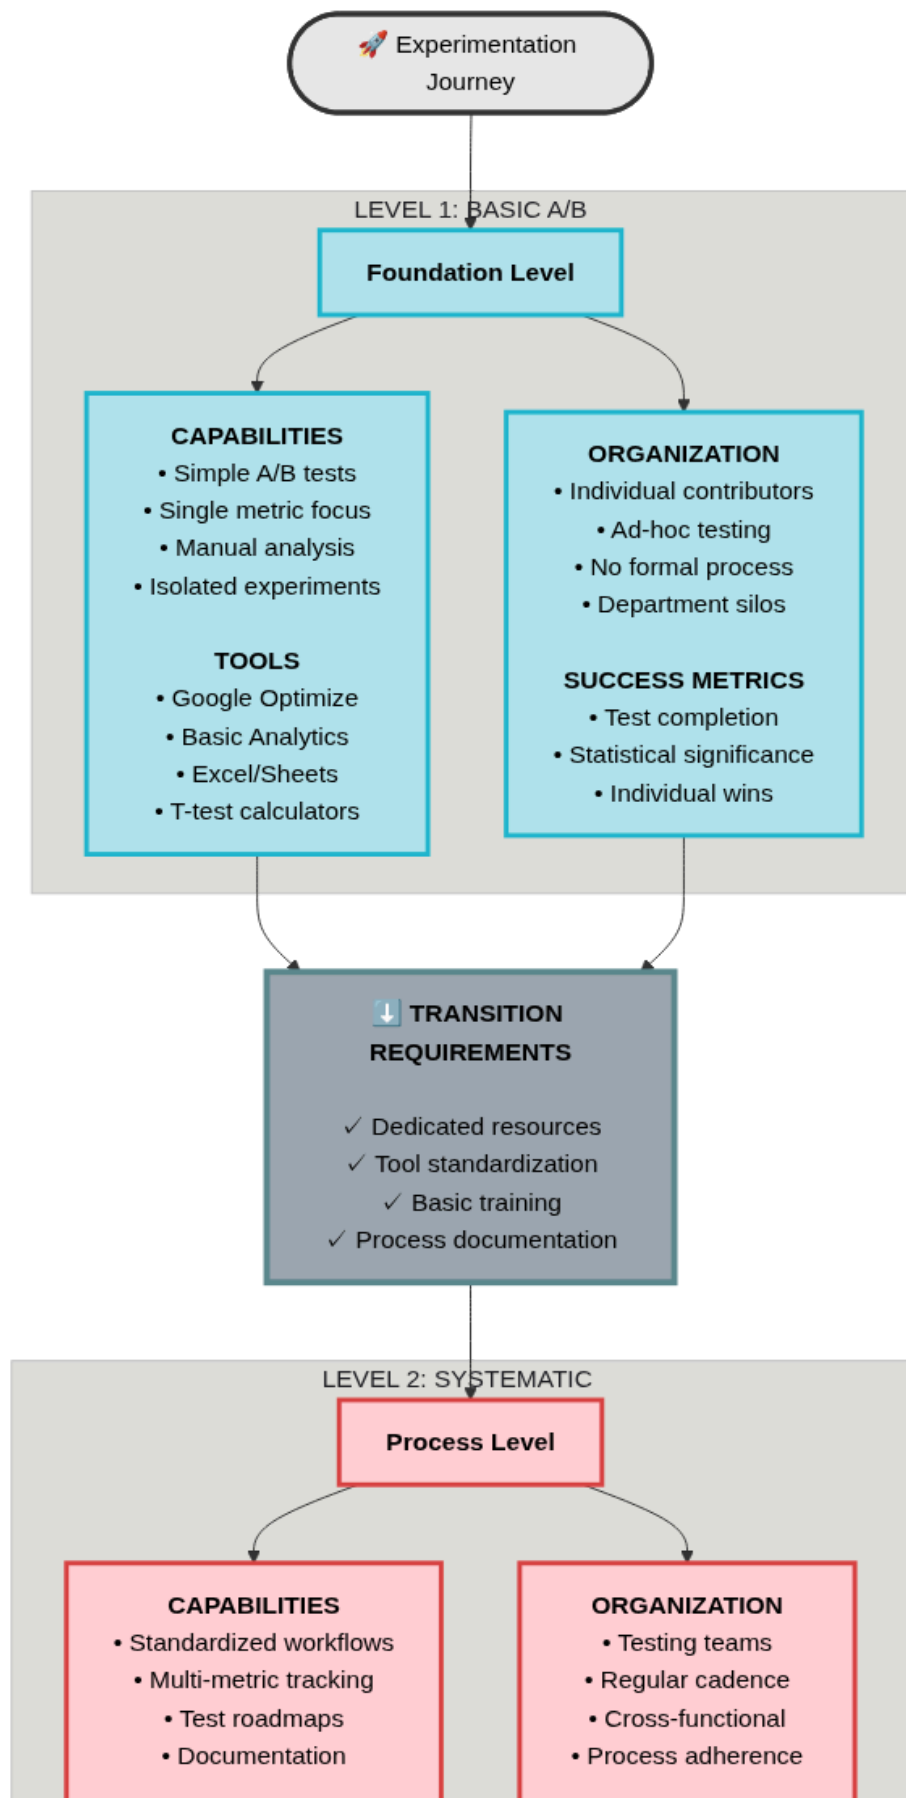 🚀 Experimentation
Journey
LEVEL 1: BASIC A/B
Foundation Level
CAPABILITIES
• Simple A/B tests
• Single metric focus
• Manual analysis
• Isolated experiments
TOOLS
• Google Optimize
• Basic Analytics
• Excel/Sheets
• T-test calculators
ORGANIZATION
• Individual contributors
• Ad-hoc testing
• No formal process
• Department silos
SUCCESS METRICS
• Test completion
• Statistical significance
• Individual wins
⬇️ TRANSITION
REQUIREMENTS
✓ Dedicated resources
✓ Tool standardization
✓ Basic training
✓ Process documentation
LEVEL 2: SYSTEMATIC
Process Level
CAPABILITIES
• Standardized workflows
• Multi-metric tracking
• Test roadmaps
• Documentation
ORGANIZATION
• Testing teams
• Regular cadence
• Cross-functional
• Process adherence